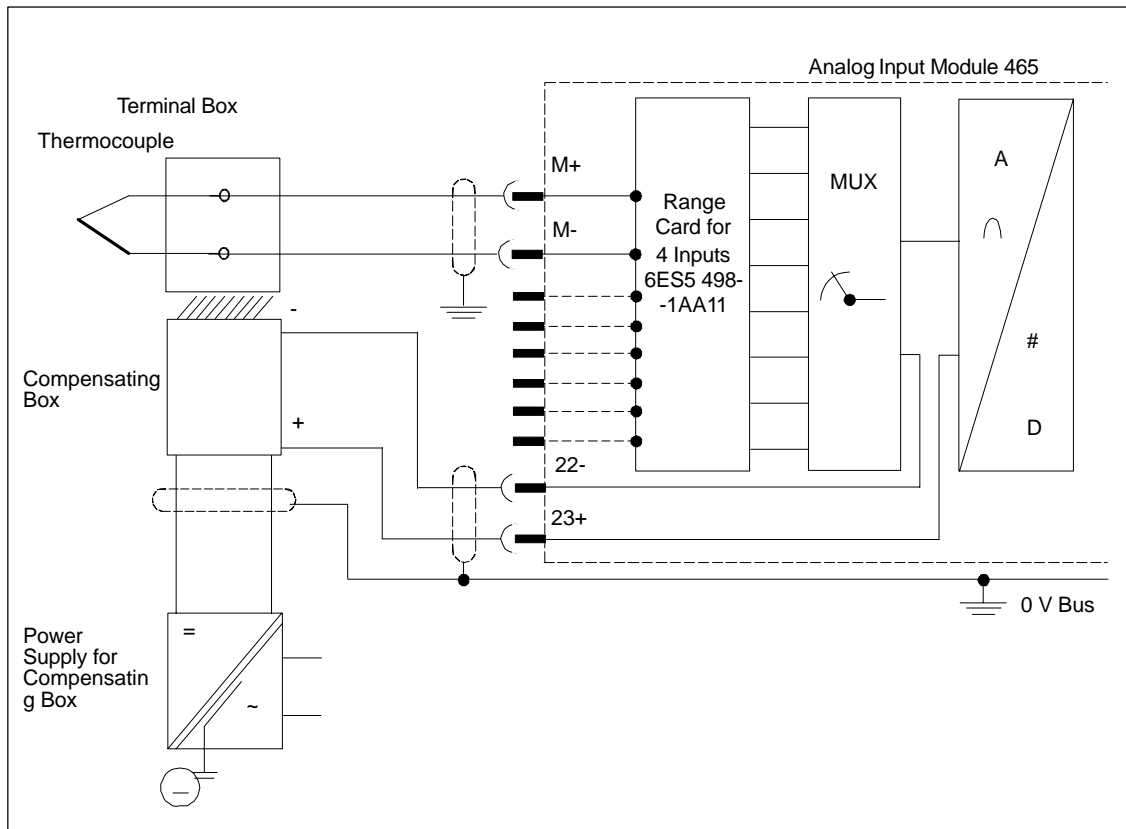 Analog Input Module 465
Terminal Box
Thermocouple
M+
M-
Range
Card for
4 Inputs
6ES5 498-
-1AA11
MUX
A
#
D
-
Compensating
Box
+
22-
23+
0 V Bus
Power
Supply for
Compensatin
g Box
=
~